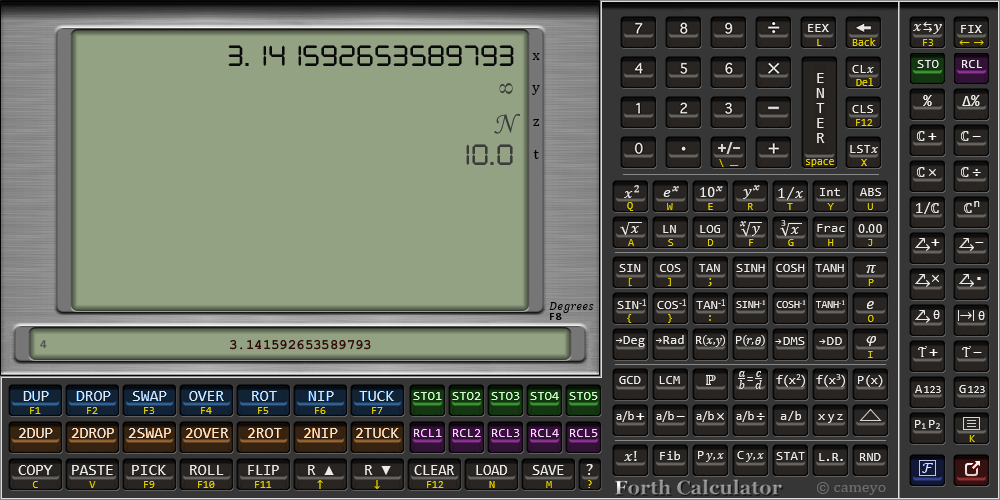 3.141592653589793 x
∞ y
𝒩 z
10.0 t
Degrees
F8
4 3.141592653589793
DUP DROP SWAP OVER ROT NIP TUCK STO1 STO2 STO3 STO4 STO5
F1 F2 F3 F4 F5 F6 F7
2DUP 2DROP 2SWAP 2OVER 2ROT 2NIP 2TUCK RCL1 RCL2 RCL3 RCL4 RCL5
COPY PASTE PICK ROLL FLIP R ▲ R ▼ CLEAR LOAD SAVE ?
C V F9 F10 F11 ↑ ↓ F12 N M ?
7 8 9 ÷ EEX ←
L Back
4 5 6 × ENTER CLx
Del
1 2 3 − CLS
F12
0 · +/− + LSTx
\ _ space X
x² eˣ 10ˣ yˣ 1/x Int ABS
Q W E R T Y U
√x LN LOG ˣ√y ³√x Frac 0.00
A S D F G H J
SIN COS TAN SINH COSH TANH π
[ ] ; P
SIN⁻¹ COS⁻¹ TAN⁻¹ SINH⁻¹ COSH⁻¹ TANH⁻¹ e
{ } : O
→Deg →Rad R(x,y) P(r,θ) →DMS →DD φ
I
GCD LCM ℙ a/b=c/d f(x²) f(x³) P(x)
a/b+ a/b− a/b× a/b÷ a/b xyz
x! Fib Py,x Cy,x STAT L.R. RND
Forth Calculator © cameyo
x⇆y FIX
F3 ←→
STO RCL
% Δ%
ℂ+ ℂ−
ℂ× ℂ÷
1/ℂ ℂⁿ
+ −
× ·
θ |→| θ
T+ T−
A123 G123
P₁P₂
K
ℱ